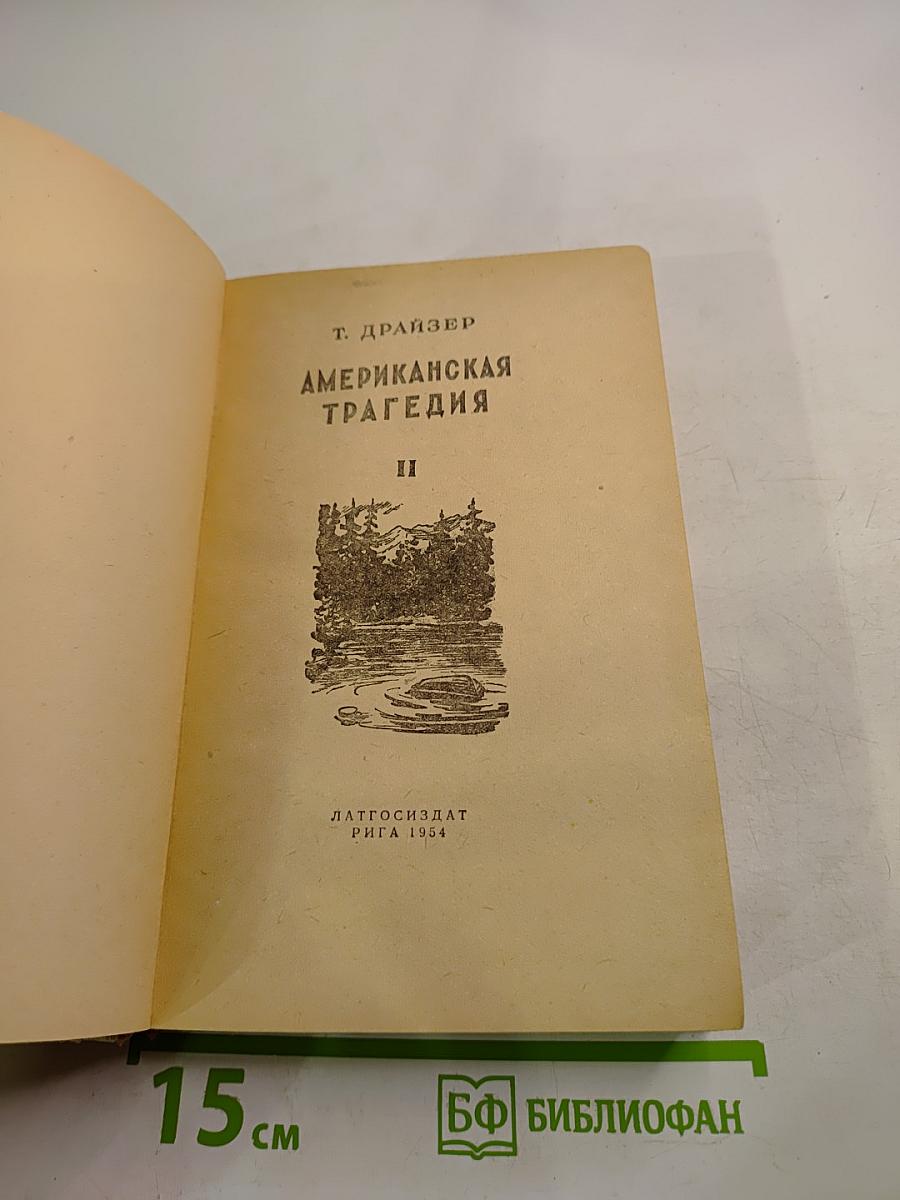 Т. ДРАЙЗЕР
АМЕРИКАНСКАЯ
ТРАГЕДИЯ
II
ЛАТГОСИЗДАТ
РИГА 1954
15 см
БФ БИБЛИОФАН